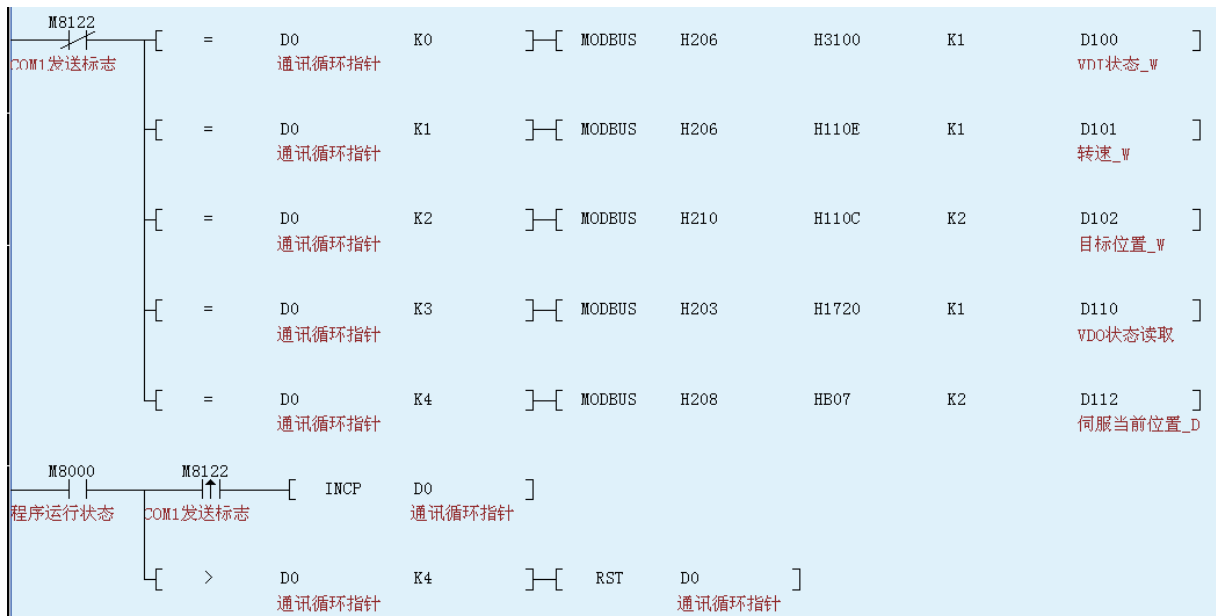 M8122
= D0 K0 MODBUS H206 H3100 K1 D100
COM1发送标志 通讯循环指针 VDI状态_W
= D0 K1 MODBUS H206 H110E K1 D101
通讯循环指针 转速_W
= D0 K2 MODBUS H210 H110C K2 D102
通讯循环指针 目标位置_W
= D0 K3 MODBUS H203 H1720 K1 D110
通讯循环指针 VDO状态读取
= D0 K4 MODBUS H208 HB07 K2 D112
通讯循环指针 伺服当前位置_D
M8000 M8122
INCP D0
程序运行状态 COM1发送标志 通讯循环指针
> D0 K4 RST D0
通讯循环指针 通讯循环指针